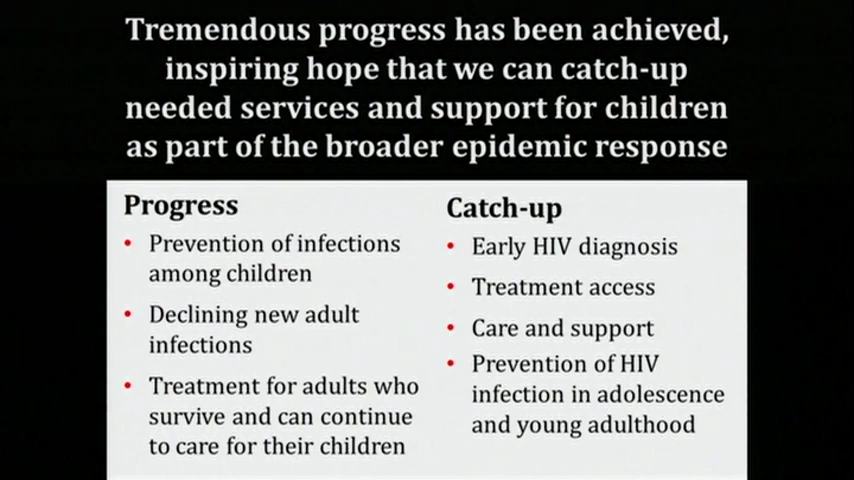 Tremendous progress has been achieved,
inspiring hope that we can catch-up
needed services and support for children
as part of the broader epidemic response
Progress
• Prevention of infections
among children
• Declining new adult
infections
• Treatment for adults who
survive and can continue
to care for their children
Catch-up
• Early HIV diagnosis
• Treatment access
• Care and support
• Prevention of HIV
infection in adolescence
and young adulthood